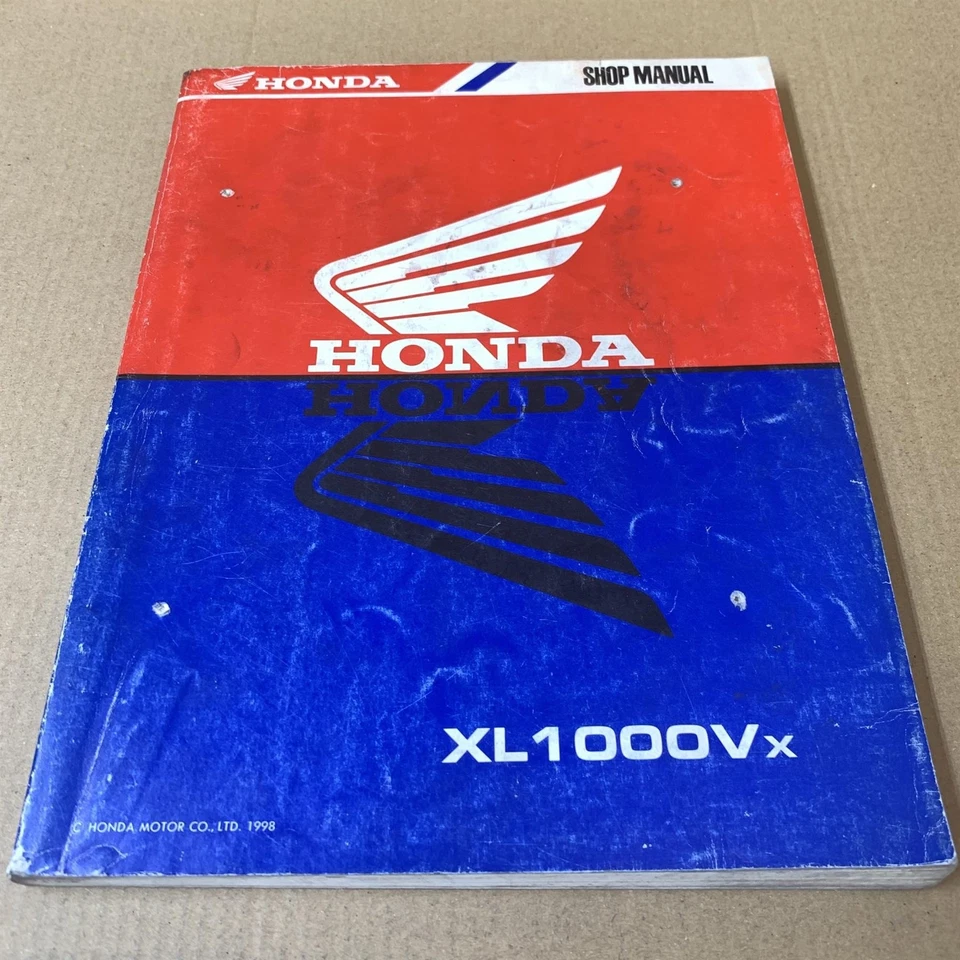 HONDA SHOP MANUAL
HONDA
HONDA
XL1000Vx
C HONDA MOTOR CO., LTD. 1998